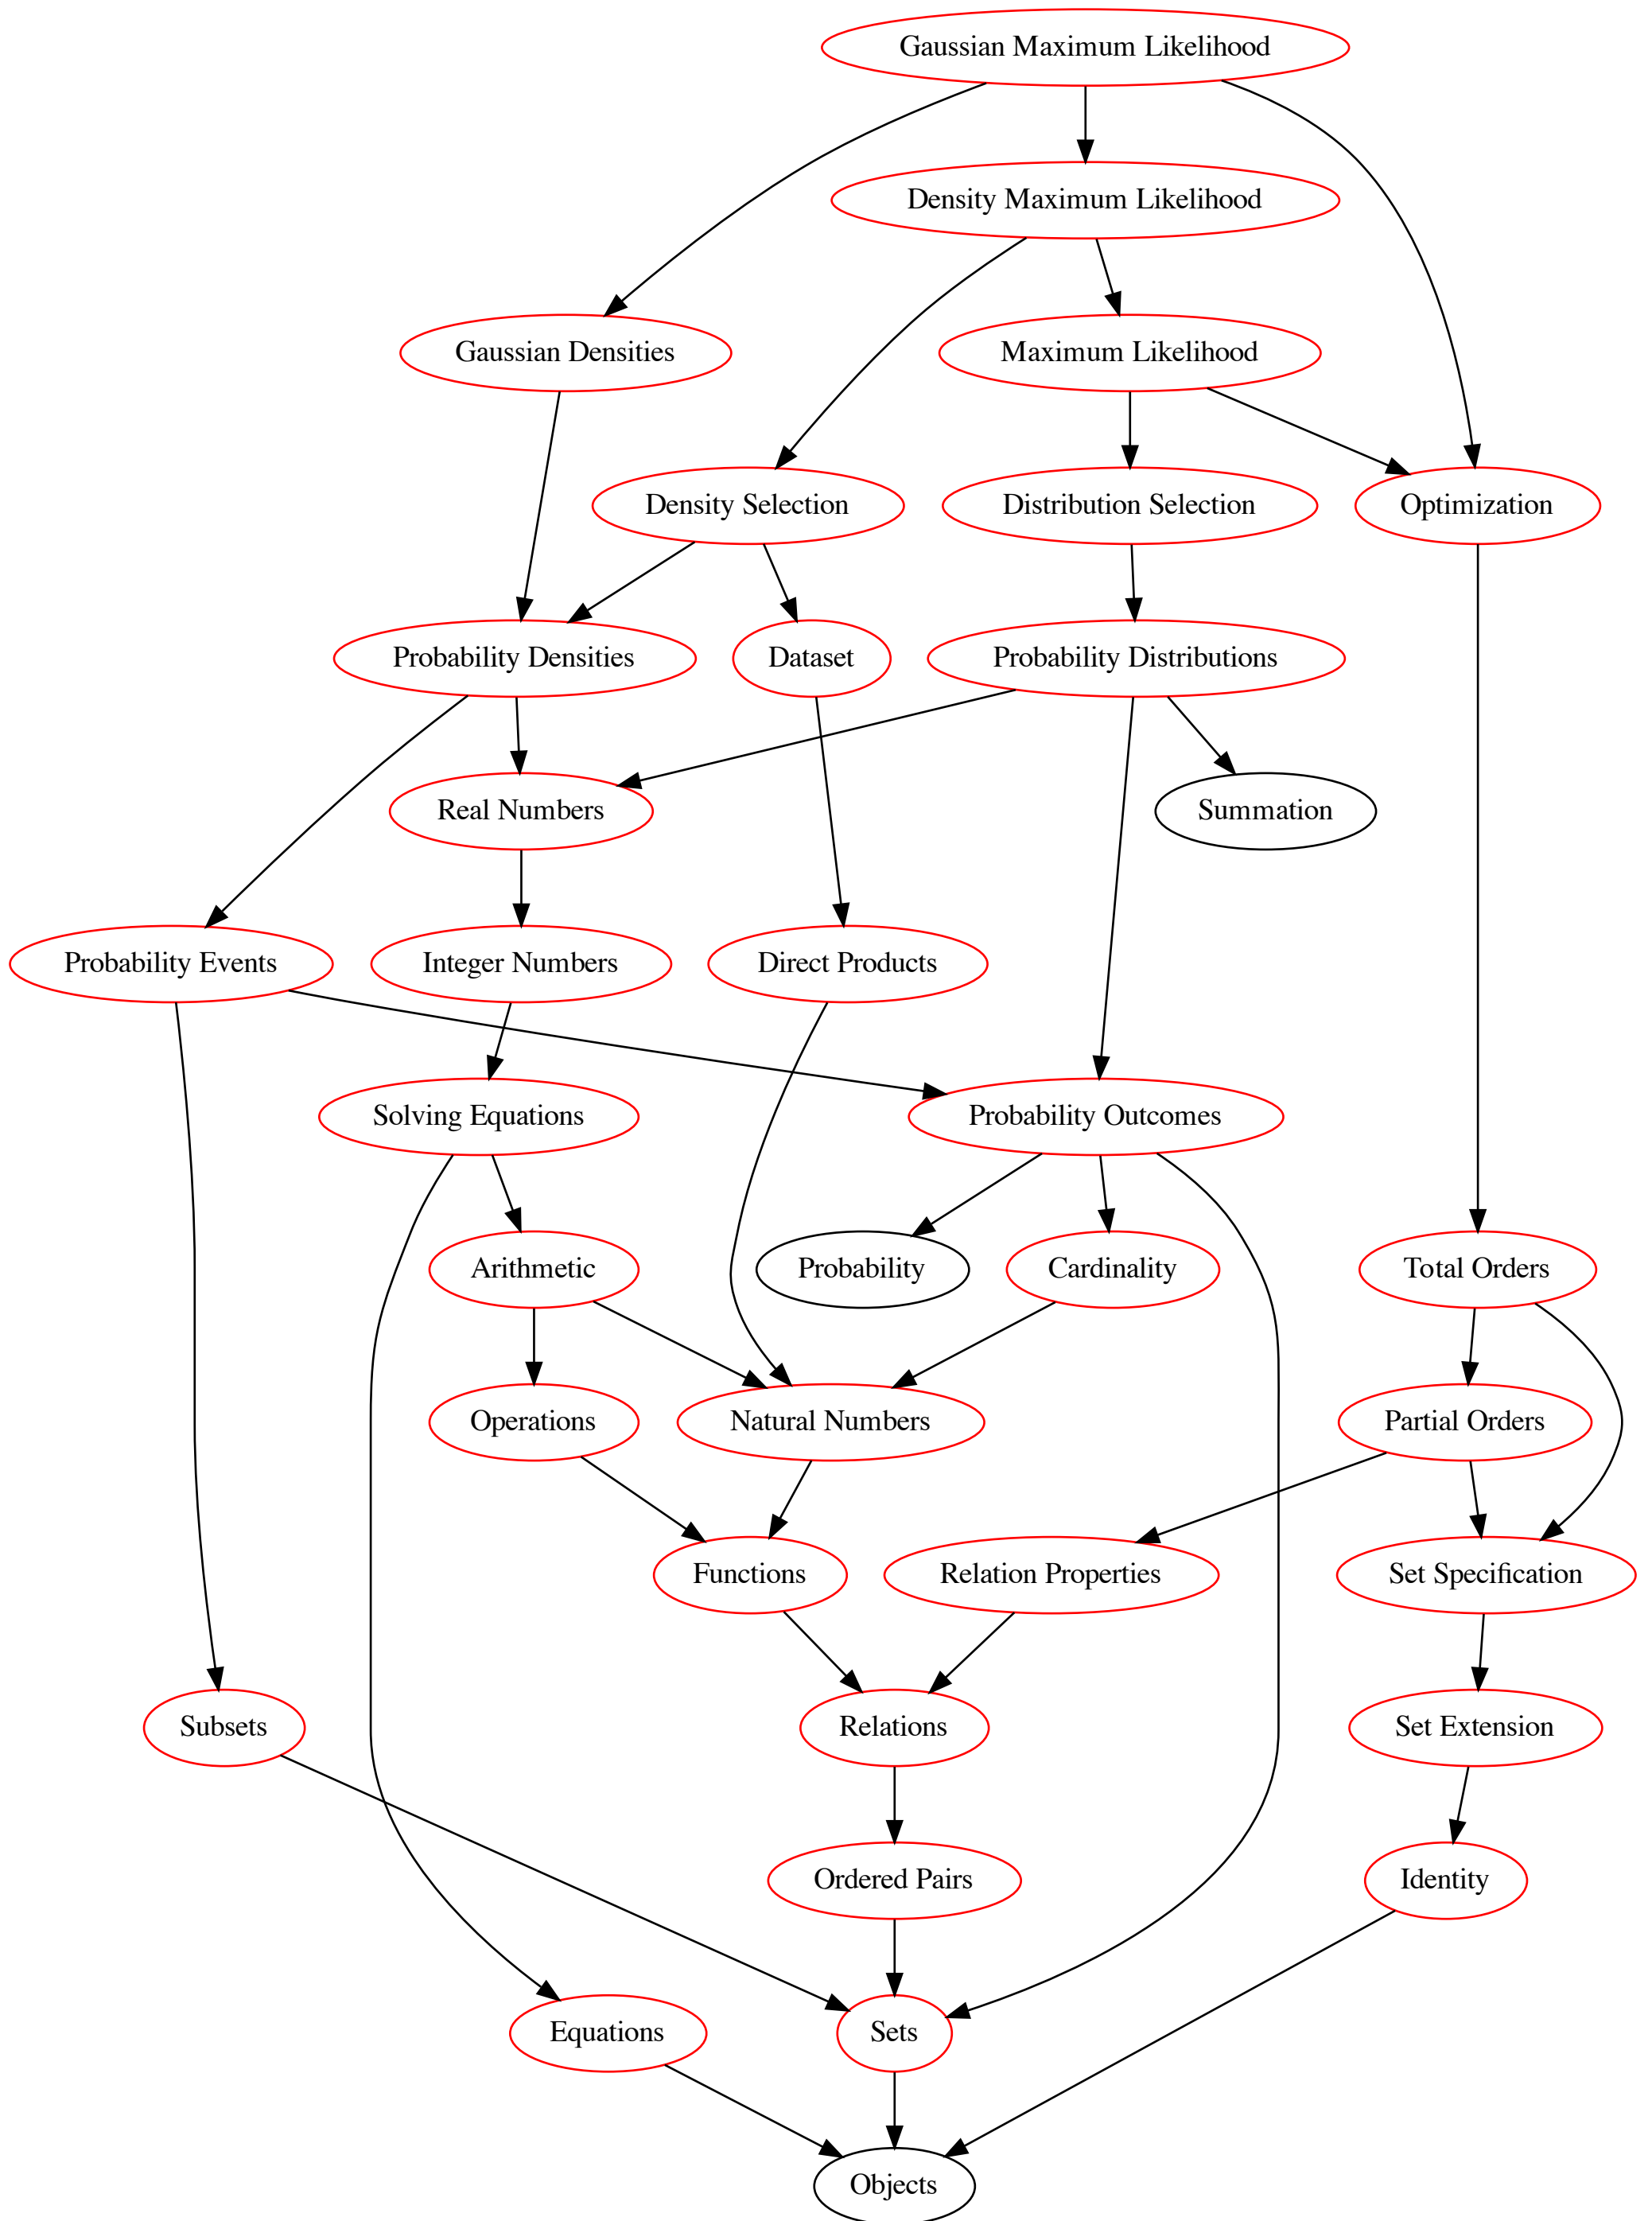 Gaussian Maximum Likelihood
Density Maximum Likelihood
Gaussian Densities
Maximum Likelihood
Density Selection
Distribution Selection
Optimization
Probability Densities
Dataset
Probability Distributions
Real Numbers
Summation
Probability Events
Integer Numbers
Direct Products
Solving Equations
Probability Outcomes
Arithmetic
Probability
Cardinality
Total Orders
Operations
Natural Numbers
Partial Orders
Functions
Relation Properties
Set Specification
Subsets
Relations
Set Extension
Ordered Pairs
Identity
Equations
Sets
Objects